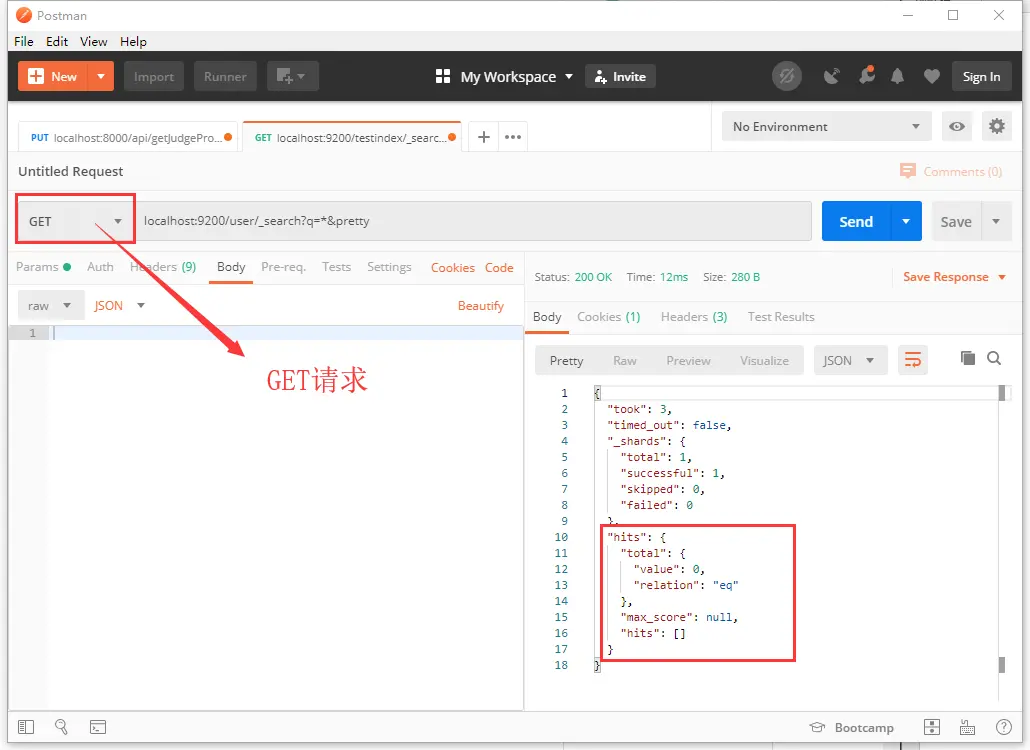 Postman
File Edit View Help
New Import Runner My Workspace Invite Sign In
PUT localhost:8000/api/getJudgePro... GET localhost:9200/testindex/_searc... + ••• No Environment
Untitled Request Comments (0)
GET localhost:9200/user/_search?q=*&pretty Send Save
Params Auth Headers (9) Body Pre-req. Tests Settings Cookies Code
raw JSON Beautify
1
GET请求
Status: 200 OK Time: 12ms Size: 280 B Save Response
Body Cookies (1) Headers (3) Test Results
Pretty Raw Preview Visualize JSON
1 {
2 "took": 3,
3 "timed_out": false,
4 "_shards": {
5 "total": 1,
6 "successful": 1,
7 "skipped": 0,
8 "failed": 0
9 },
10 "hits": {
11 "total": {
12 "value": 0,
13 "relation": "eq"
14 },
15 "max_score": null,
16 "hits": []
17 }
18 }
Bootcamp